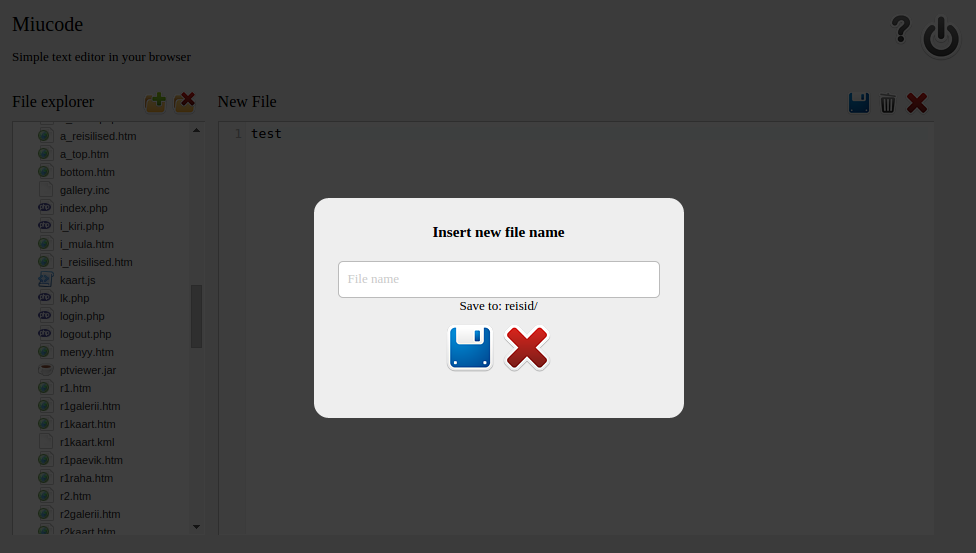 Miucode
Simple text editor in your browser
File explorer
New File
a_reisilised.htm
a_top.htm
bottom.htm
gallery.inc
index.php
i_kiri.php
i_mula.htm
i_reisilised.htm
kaart.js
lk.php
login.php
logout.php
menyy.htm
ptviewer.jar
r1.htm
r1galerii.htm
r1kaart.htm
r1kaart.kml
r1paevik.htm
r1raha.htm
r2.htm
r2galerii.htm
r2kaart.htm
1 test
Insert new file name
File name
Save to: reisid/